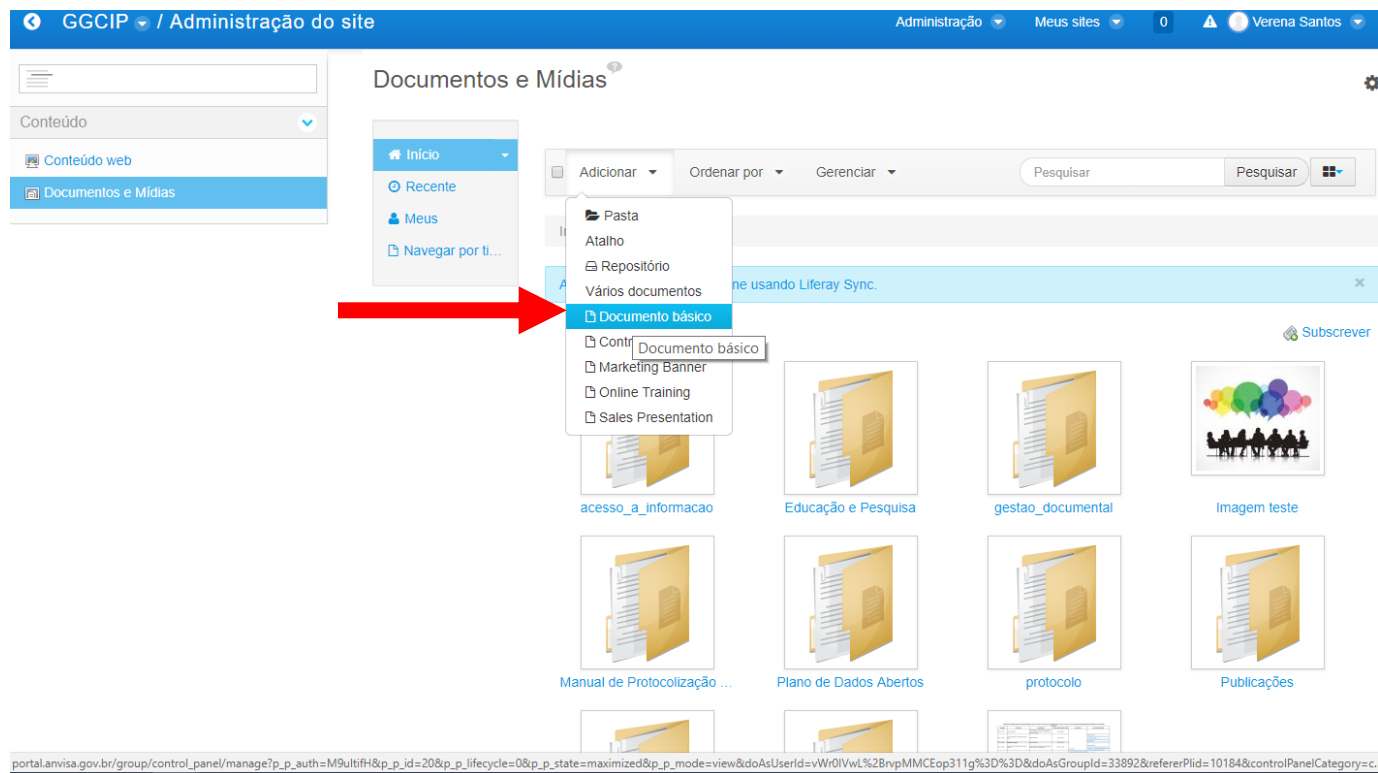 GGCIP / Administração do site
Administração Meus sites 0 Verena Santos
Documentos e Mídias
Conteúdo
Conteúdo web
Documentos e Mídias
Início
Recente
Meus
Navegar por ti...
Adicionar Ordenar por Gerenciar Pesquisar Pesquisar
Pasta
Atalho
Repositório
Vários documentos
Documento básico
Contr
Documento básico
Marketing Banner
Online Training
Sales Presentation
ne usando Liferay Sync. ×
Subscrever
acesso_a_informacao Educação e Pesquisa gestao_documental Imagem teste
Manual de Protocolização ... Plano de Dados Abertos protocolo Publicações
portal.anvisa.gov.br/group/control_panel/manage?p_p_auth=M9ultifH&p_p_id=20&p_p_lifecycle=0&p_p_state=maximized&p_p_mode=view&doAsUserId=vWr0IVwL%2BrvpMMCEop311g%3D%3D&doAsGroupId=33892&refererPlid=10184&controlPanelCategory=c...